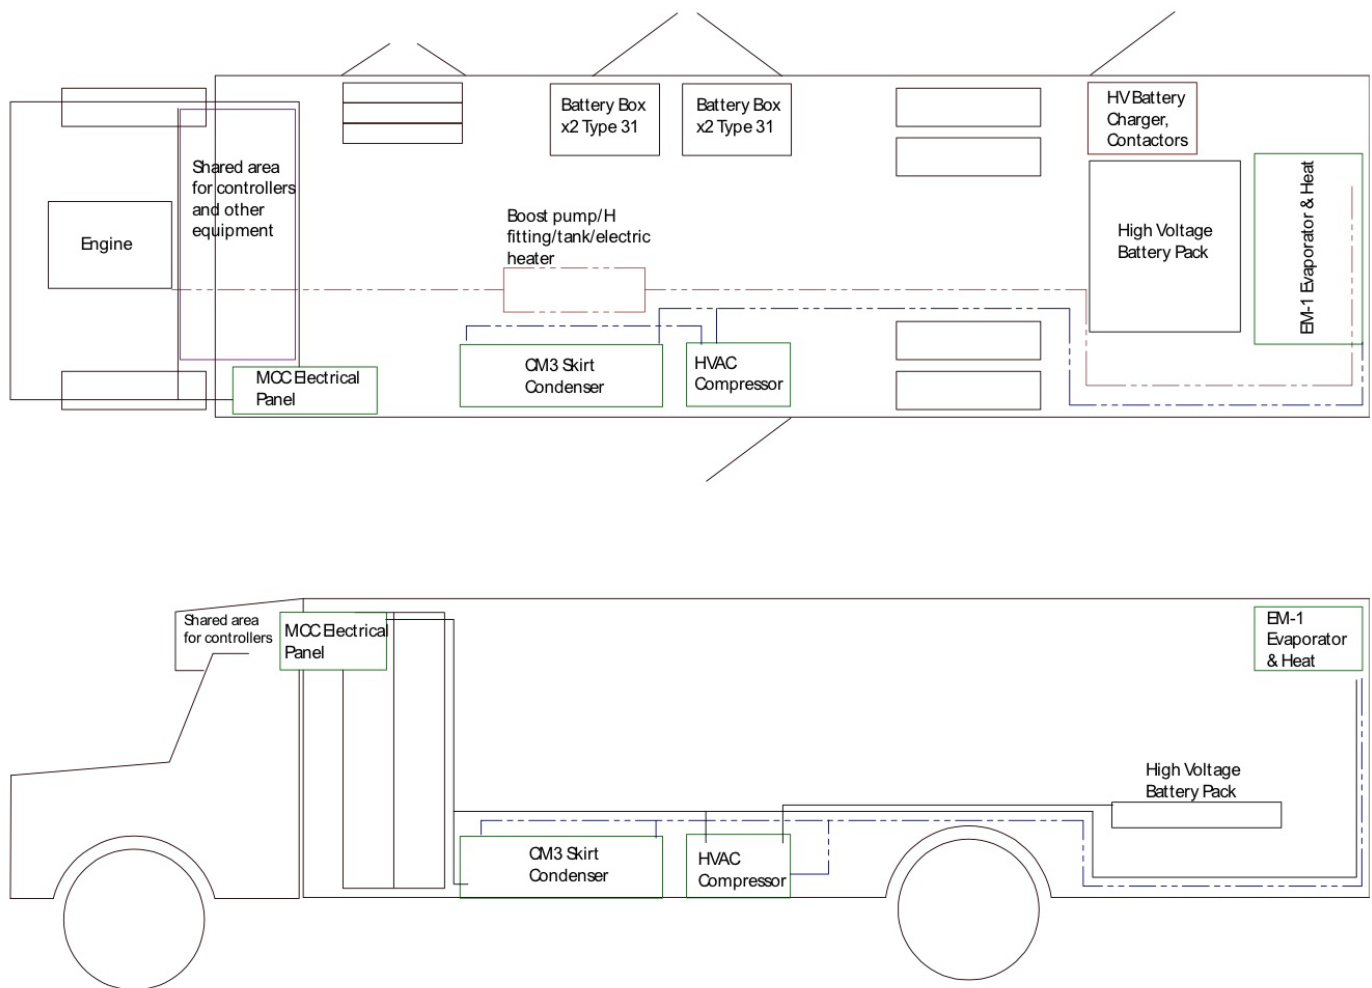 Battery Box
x2 Type 31
Battery Box
x2 Type 31
HV Battery
Charger,
Contactors
Shared area
for controllers
and other
equipment
Engine
Boost pump/H
fitting/tank/electric
heater
High Voltage
Battery Pack
EM-1 Evaporator & Heat
MCC Electrical
Panel
CM3 Skirt
Condenser
HVAC
Compressor
Shared area
for controllers
MCC Electrical
Panel
EM-1
Evaporator
& Heat
High Voltage
Battery Pack
CM3 Skirt
Condenser
HVAC
Compressor